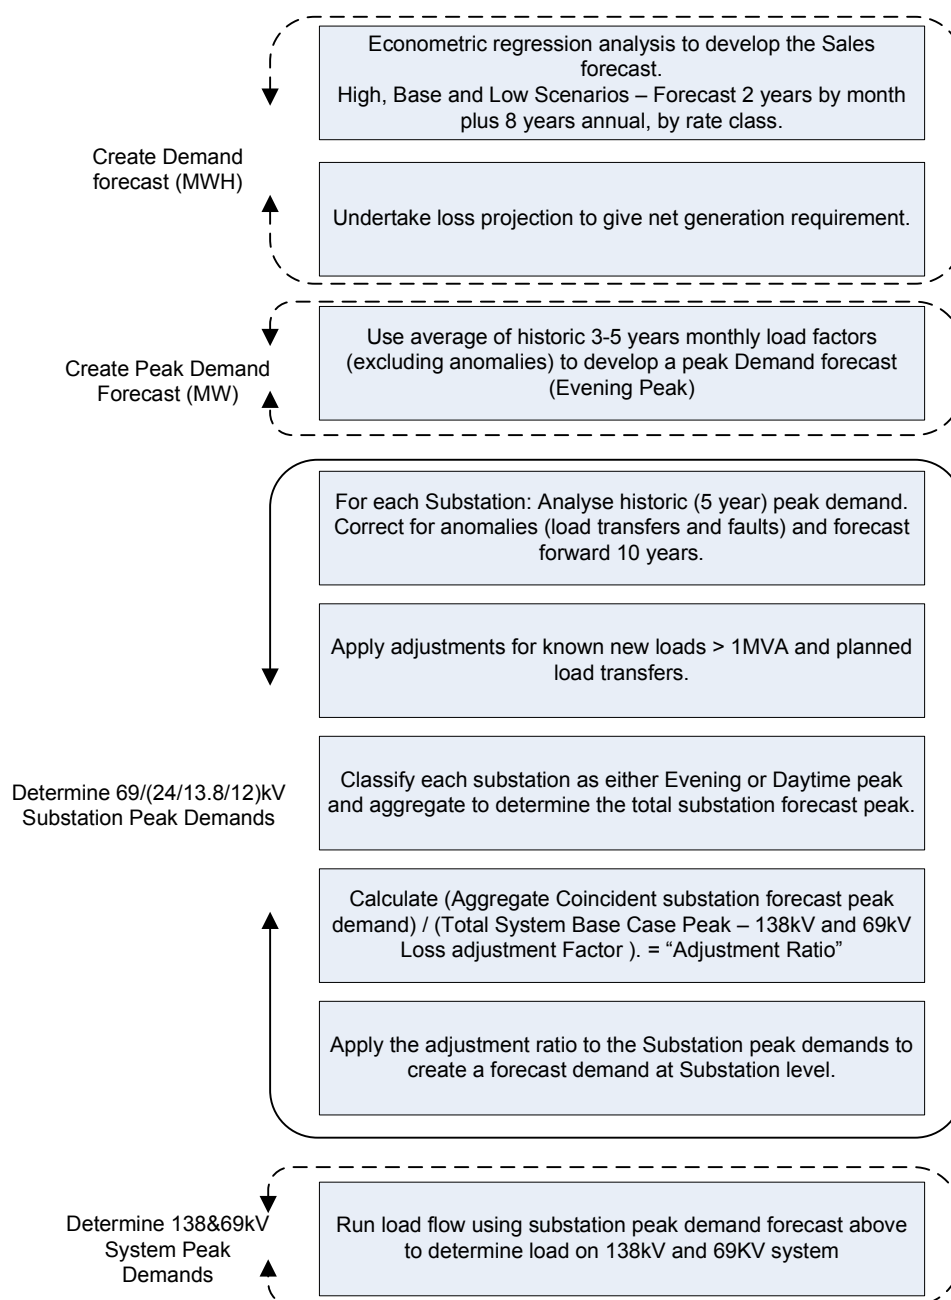 Econometric regression analysis to develop the Sales
forecast.
High, Base and Low Scenarios – Forecast 2 years by month
plus 8 years annual, by rate class.
Create Demand
forecast (MWH)
Undertake loss projection to give net generation requirement.
Use average of historic 3-5 years monthly load factors
(excluding anomalies) to develop a peak Demand forecast
(Evening Peak)
Create Peak Demand
Forecast (MW)
For each Substation: Analyse historic (5 year) peak demand.
Correct for anomalies (load transfers and faults) and forecast
forward 10 years.
Apply adjustments for known new loads > 1MVA and planned
load transfers.
Determine 69/(24/13.8/12)kV
Substation Peak Demands
Classify each substation as either Evening or Daytime peak
and aggregate to determine the total substation forecast peak.
Calculate (Aggregate Coincident substation forecast peak
demand) / (Total System Base Case Peak – 138kV and 69kV
Loss adjustment Factor ). = “Adjustment Ratio”
Apply the adjustment ratio to the Substation peak demands to
create a forecast demand at Substation level.
Determine 138&69kV
System Peak
Demands
Run load flow using substation peak demand forecast above
to determine load on 138kV and 69KV system